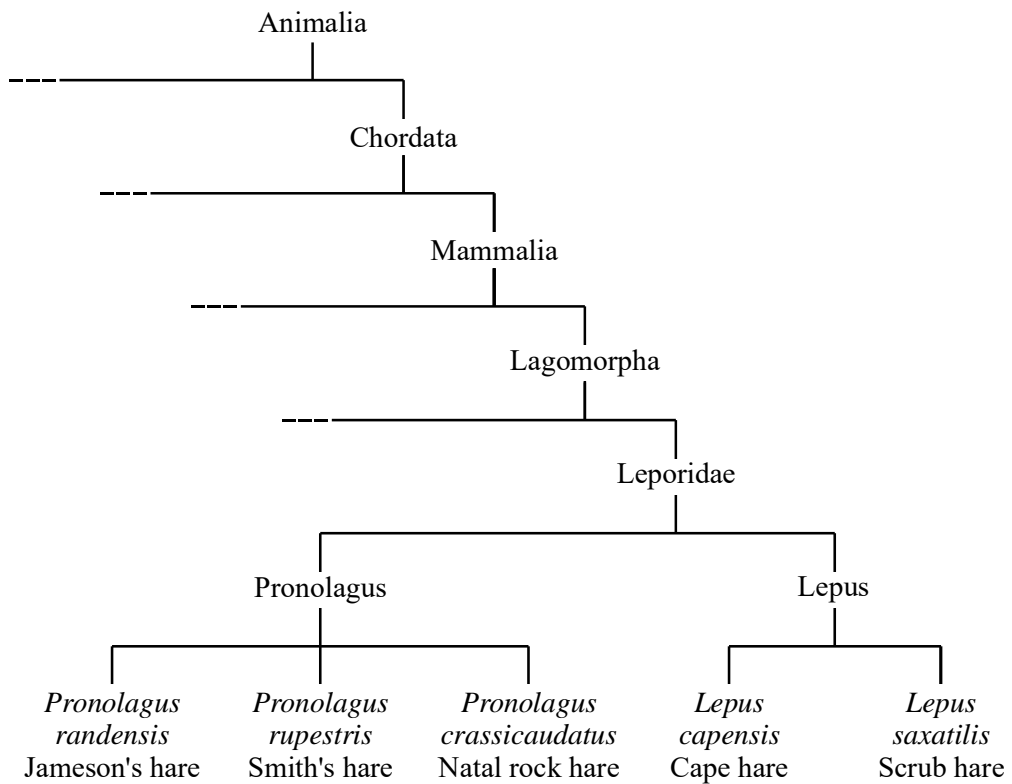 Animalia
Chordata
Mammalia
Lagomorpha
Leporidae
Pronolagus
Lepus
Pronolagus
randensis
Jameson's hare
Pronolagus
rupestris
Smith's hare
Pronolagus
crassicaudatus
Natal rock hare
Lepus
capensis
Cape hare
Lepus
saxatilis
Scrub hare